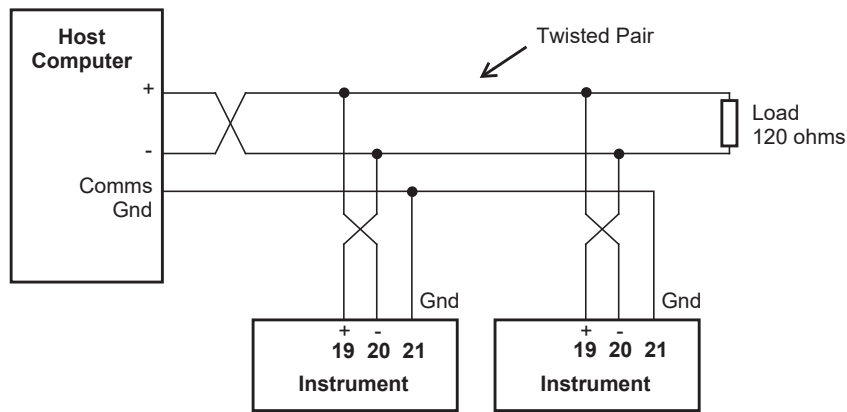 Host
Computer
Twisted Pair
+
-
Load
120 ohms
Comms
Gnd
Gnd
+ -
19 20 21
Instrument
Gnd
+ -
19 20 21
Instrument